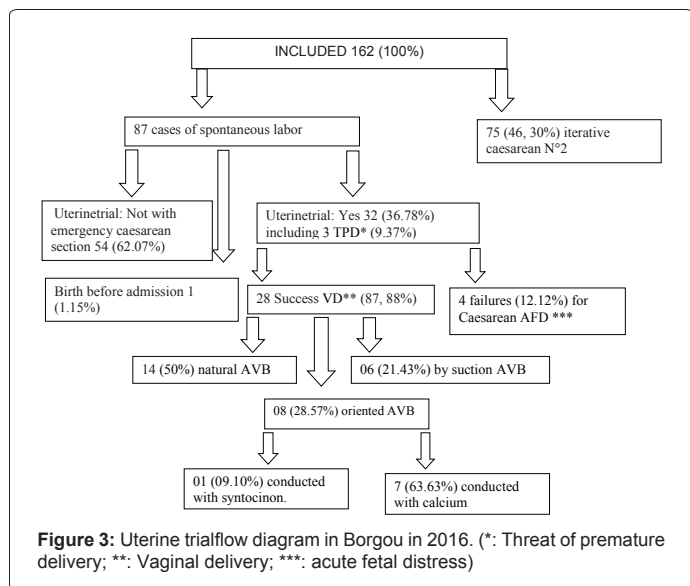 INCLUDED 162 (100%)
87 cases of spontaneous labor
75 (46, 30%) iterative
caesarean N°2
Uterinetrial: Not with
emergency caesarean
section 54 (62.07%)
Uterinetrial: Yes 32 (36.78%)
including 3 TPD* (9.37%)
Birth before admission 1
(1.15%)
28 Success VD** (87, 88%)
4 failures (12.12%) for
Caesarean AFD ***
14 (50%) natural AVB
06 (21.43%) by suction AVB
08 (28.57%) oriented AVB
01 (09.10%) conducted
with syntocinon.
7 (63.63%) conducted
with calcium
Figure 3: Uterine trialflow diagram in Borgou in 2016. (*: Threat of premature
delivery; **: Vaginal delivery; ***: acute fetal distress)